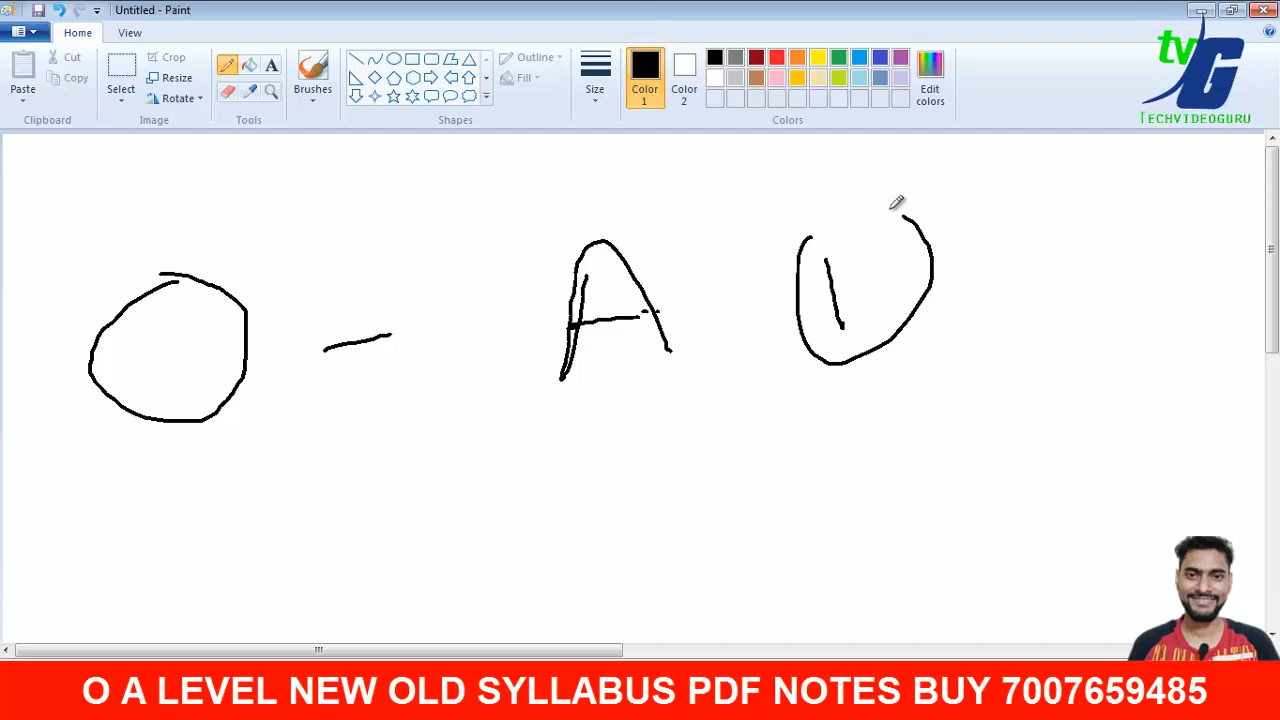 Untitled - Paint
Home View
Paste
Cut
Copy
Clipboard
Select
Crop
Resize
Rotate
Image
A
Tools
Brushes
Outline
Fill
Shapes
Size
Color 1
Color 2
Edit colors
Colors
tv G
TECHVIDEOGURU
O - A
O A LEVEL NEW OLD SYLLABUS PDF NOTES BUY 7007659485